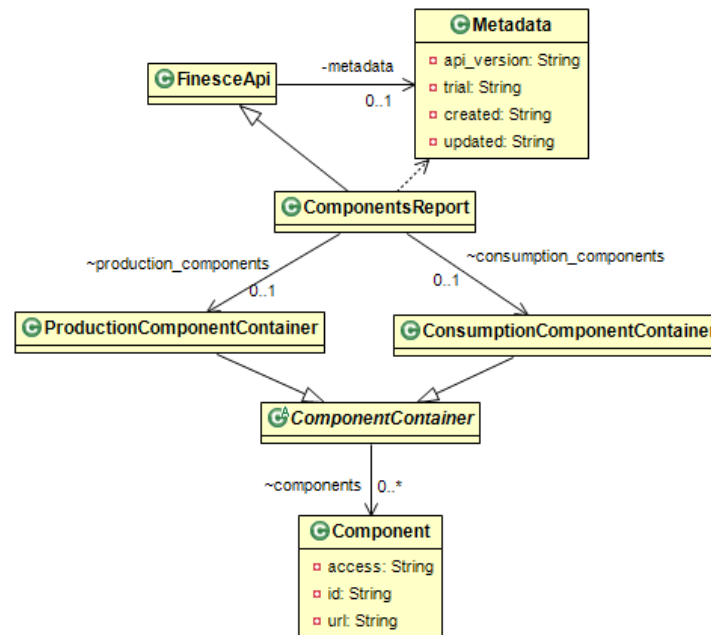 Metadata
api_version: String
trial: String
created: String
updated: String
FinesceApi
-metadata
0..1
ComponentsReport
~production_components
0..1
~consumption_components
0..1
ProductionComponentContainer
ConsumptionComponentContainer
ComponentContainer
~components
0..*
Component
access: String
id: String
url: String